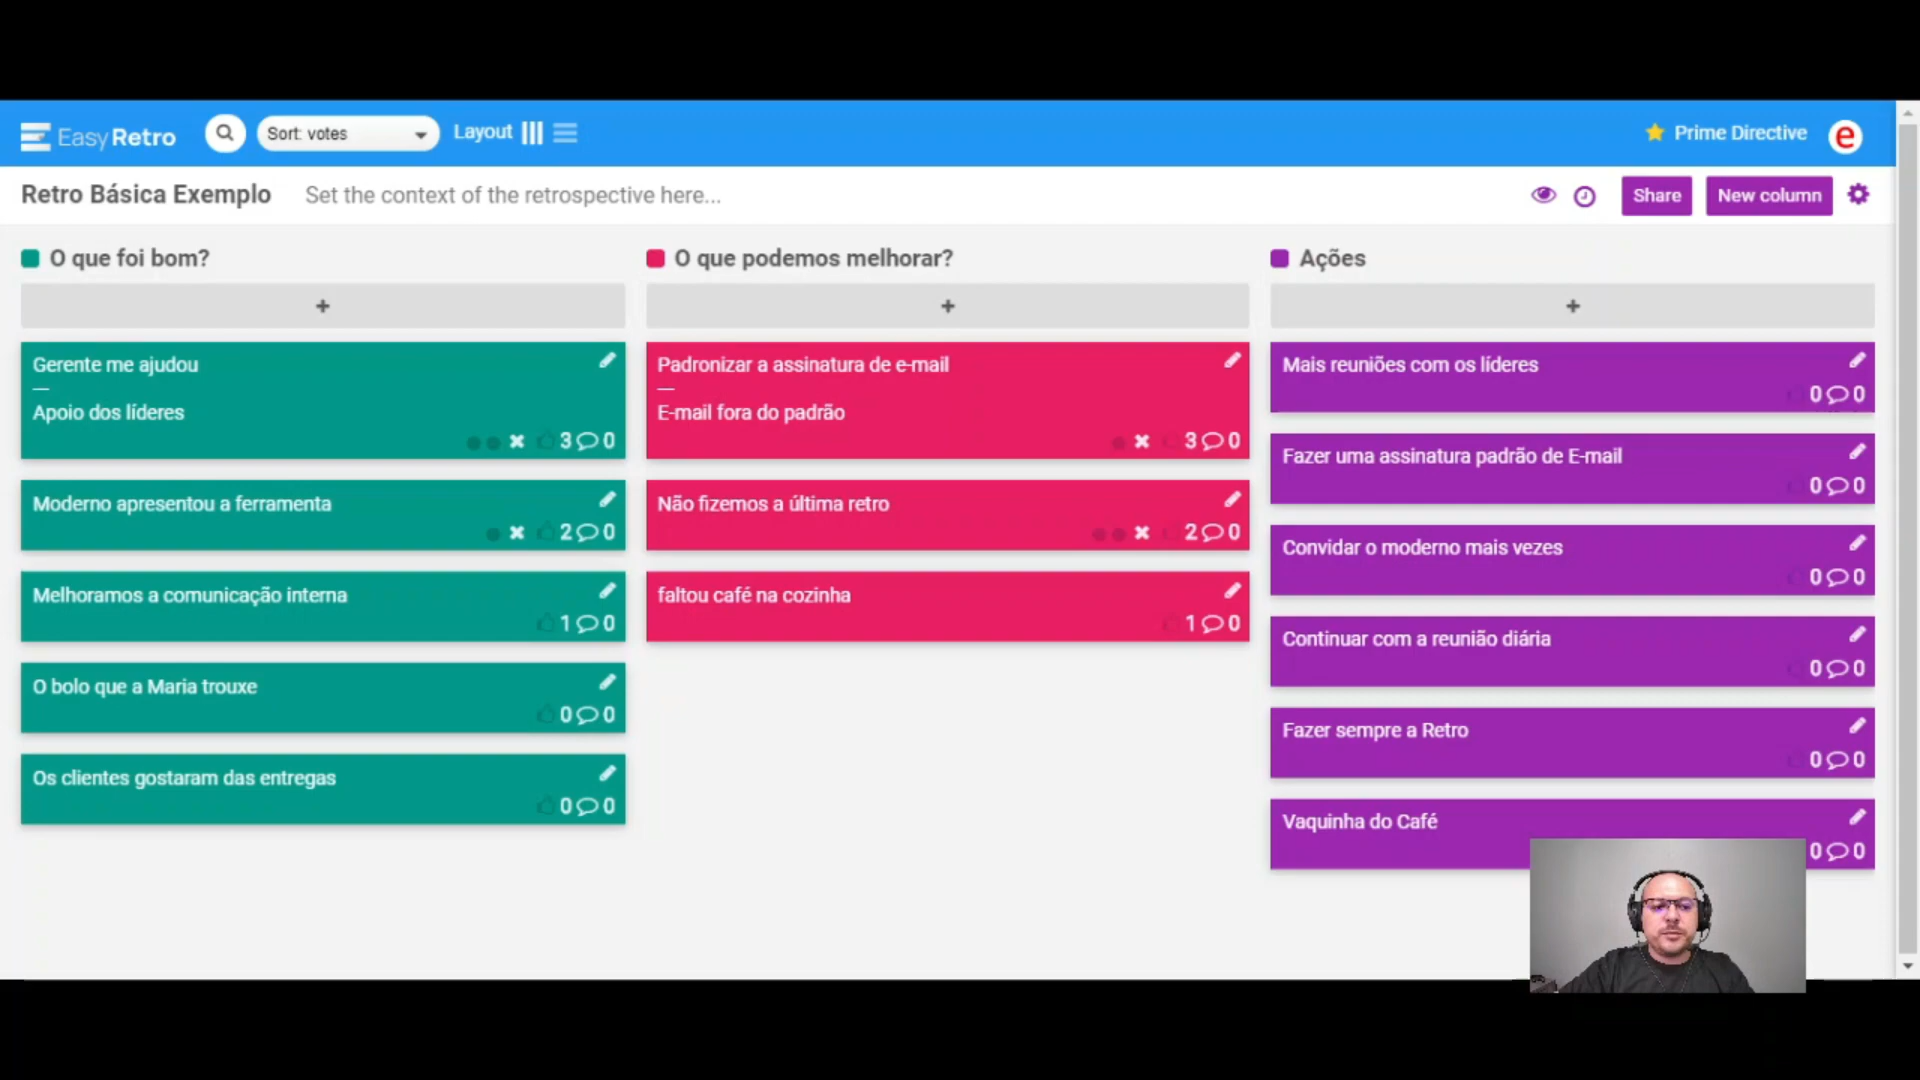 EasyRetro
Sort: votes
Layout
Prime Directive
e
Retro Básica Exemplo
Set the context of the retrospective here...
Share
New column
O que foi bom?
+
Gerente me ajudou
—
Apoio dos líderes
3 0
Moderno apresentou a ferramenta
2 0
Melhoramos a comunicação interna
1 0
O bolo que a Maria trouxe
0 0
Os clientes gostaram das entregas
0 0
O que podemos melhorar?
+
Padronizar a assinatura de e-mail
—
E-mail fora do padrão
3 0
Não fizemos a última retro
2 0
faltou café na cozinha
1 0
Ações
+
Mais reuniões com os líderes
0 0
Fazer uma assinatura padrão de E-mail
0 0
Convidar o moderno mais vezes
0 0
Continuar com a reunião diária
0 0
Fazer sempre a Retro
0 0
Vaquinha do Café
0 0